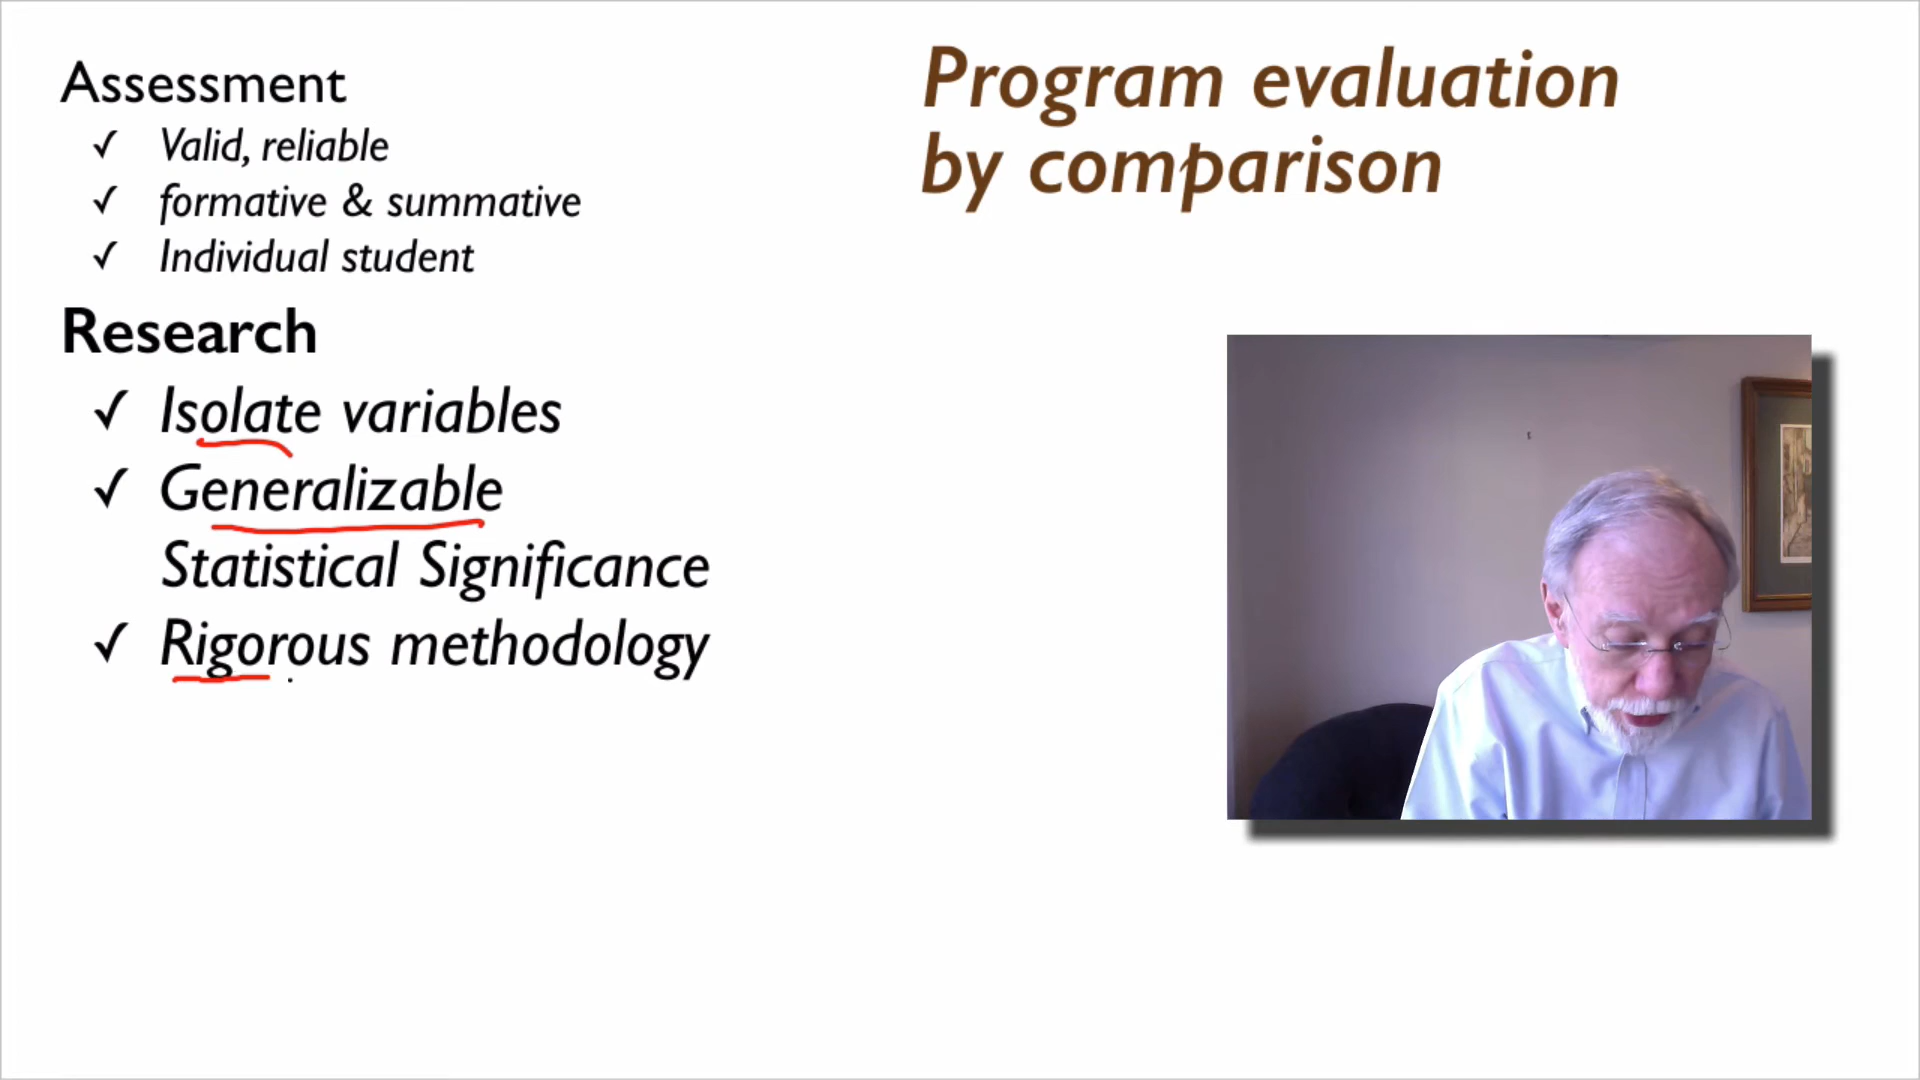 Assessment
✓ Valid, reliable
✓ formative & summative
✓ Individual student
Research
✓ Isolate variables
✓ Generalizable
Statistical Significance
✓ Rigorous methodology
Program evaluation
by comparison